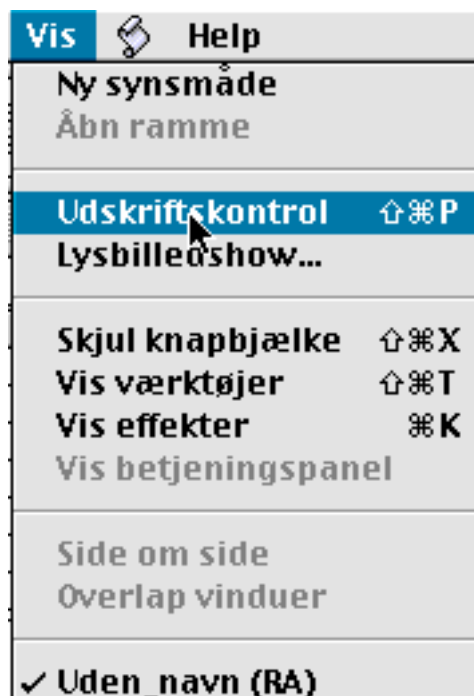 Vis Help
Ny synsmåde
Åbn ramme
Udskriftskontrol ⇧⌘P
Lysbilledshow...
Skjul knapbjælke ⇧⌘X
Vis værktøjer ⇧⌘T
Vis effekter ⌘K
Vis betjeningspanel
Side om side
Overlap vinduer
✓ Uden_navn (RA)